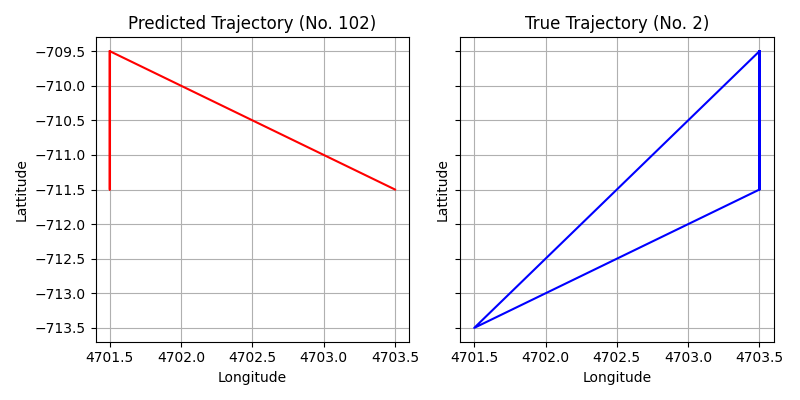 Predicted Trajectory (No. 102)
True Trajectory (No. 2)
−709.5
−710.0
−710.5
−711.0
−711.5
−712.0
−712.5
−713.0
−713.5
Lattitude
Lattitude
4701.5 4702.0 4702.5 4703.0 4703.5
4701.5 4702.0 4702.5 4703.0 4703.5
Longitude
Longitude